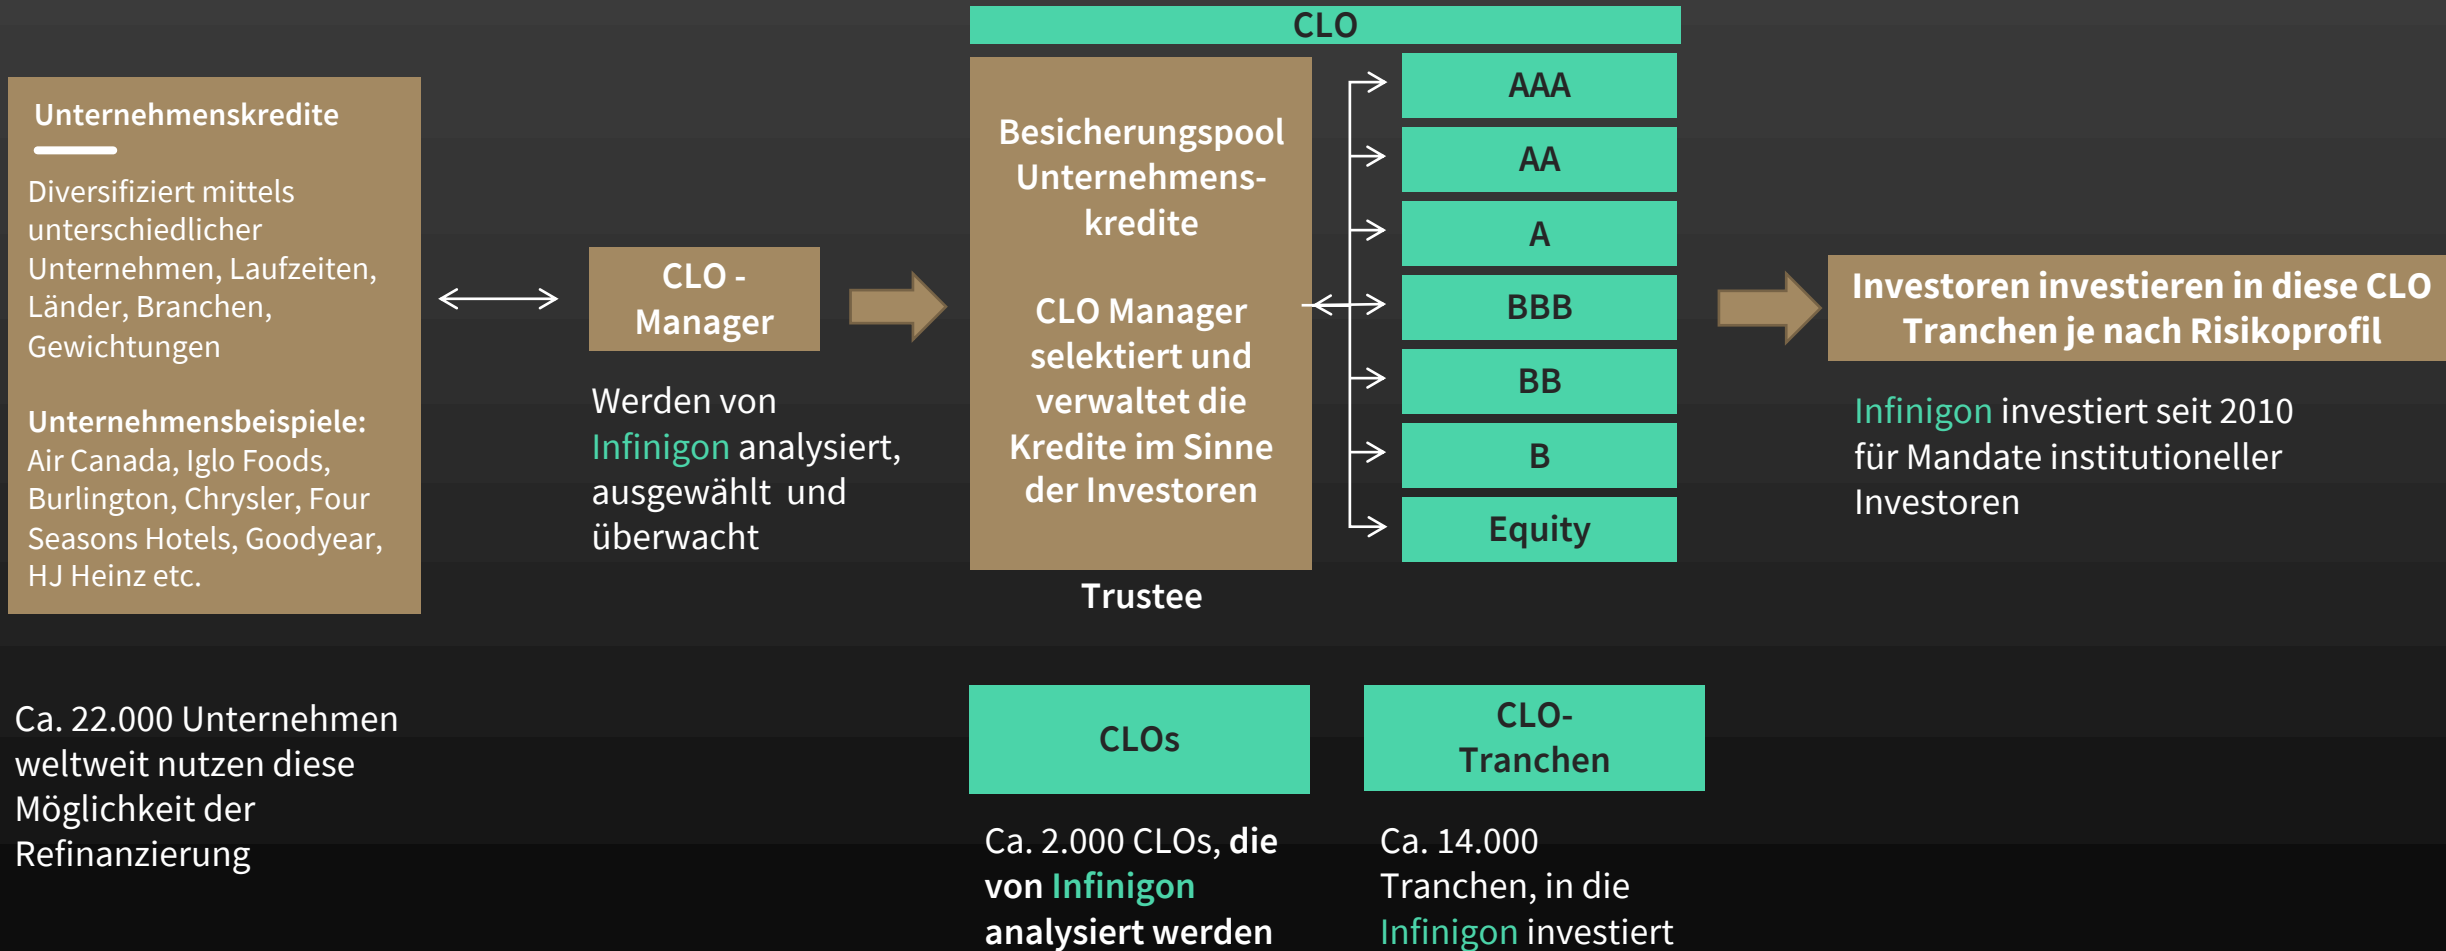 CLO
Unternehmenskredite
Diversifiziert mittels
unterschiedlicher
Unternehmen, Laufzeiten,
Länder, Branchen,
Gewichtungen
Unternehmensbeispiele:
Air Canada, Iglo Foods,
Burlington, Chrysler, Four
Seasons Hotels, Goodyear,
HJ Heinz etc.
CLO -
Manager
Werden von
Infinigon analysiert,
ausgewählt und
überwacht
Besicherungspool
Unternehmens-
kredite
CLO Manager
selektiert und
verwaltet die
Kredite im Sinne
der Investoren
Trustee
AAA
AA
A
BBB
BB
B
Equity
Investoren investieren in diese CLO
Tranchen je nach Risikoprofil
Infinigon investiert seit 2010
für Mandate institutioneller
Investoren
Ca. 22.000 Unternehmen
weltweit nutzen diese
Möglichkeit der
Refinanzierung
CLOs
Ca. 2.000 CLOs, die
von Infinigon
analysiert werden
CLO-
Tranchen
Ca. 14.000
Tranchen, in die
Infinigon investiert